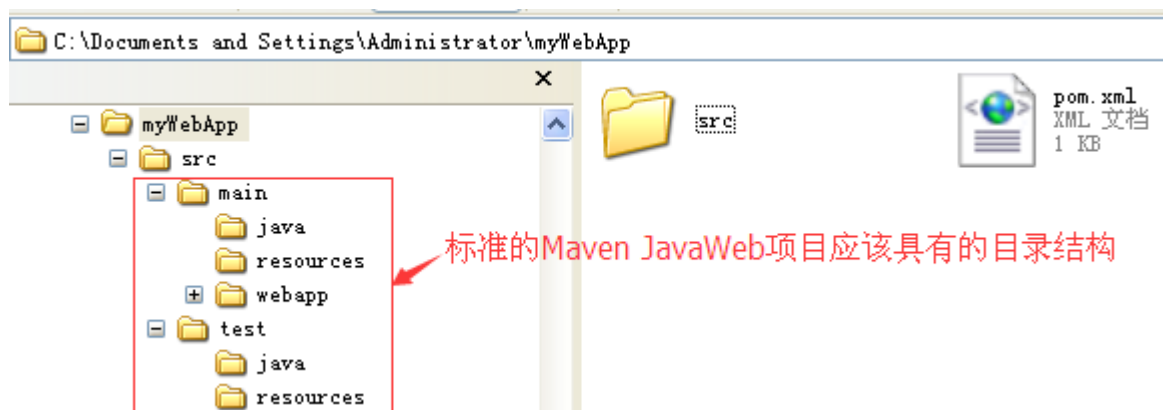 C:\Documents and Settings\Administrator\myWebApp
myWebApp
src
main
java
resources
webapp
test
java
resources
src
pom.xml
XML 文档
1 KB
标准的Maven JavaWeb项目应该具有的目录结构